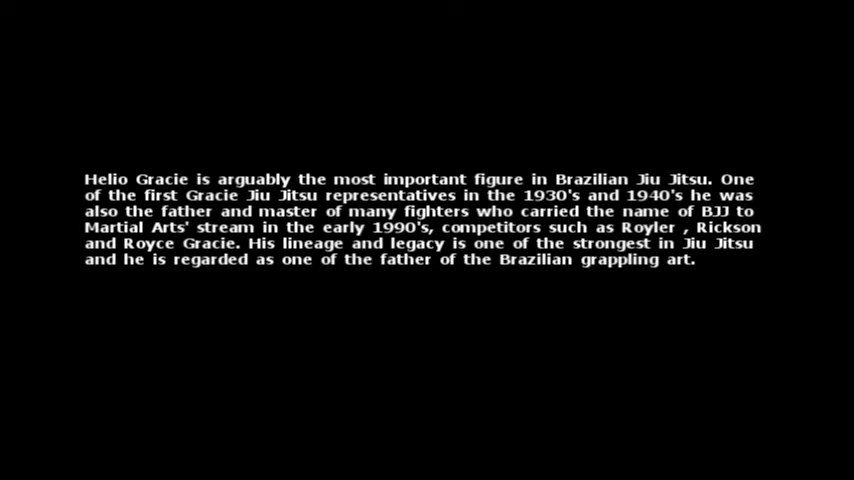 Helio Gracie is arguably the most important figure in Brazilian Jiu Jitsu. One
of the first Gracie Jiu Jitsu representatives in the 1930's and 1940's he was
also the father and master of many fighters who carried the name of BJJ to
Martial Arts' stream in the early 1990's, competitors such as Royler , Rickson
and Royce Gracie. His lineage and legacy is one of the strongest in Jiu Jitsu
and he is regarded as one of the father of the Brazilian grappling art.